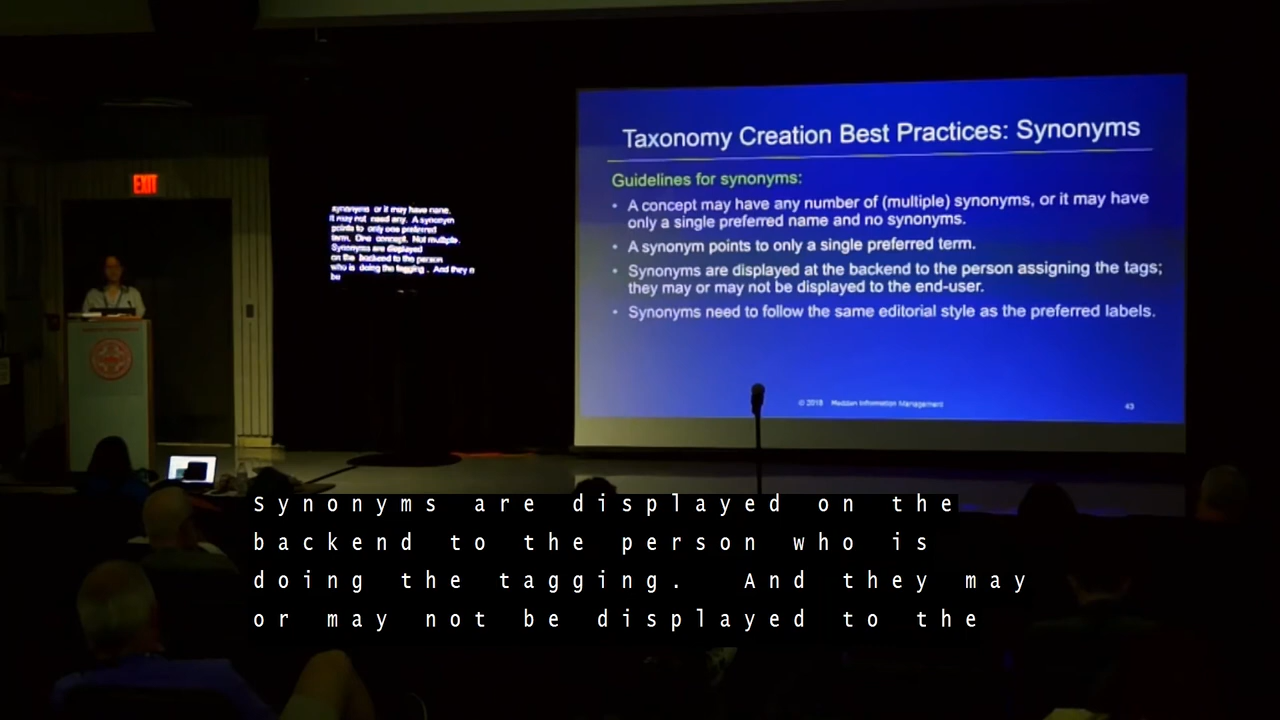 EXIT
synonyms or it may have none.
It may not need any. A synonym
points to only one preferred
term. One concept. Not multiple.
Synonyms are displayed
on the backend to the person
who is doing the tagging. And they
be
Taxonomy Creation Best Practices: Synonyms
Guidelines for synonyms:
• A concept may have any number of (multiple) synonyms, or it may have
only a single preferred name and no synonyms.
• A synonym points to only a single preferred term.
• Synonyms are displayed at the backend to the person assigning the tags;
they may or may not be displayed to the end-user.
• Synonyms need to follow the same editorial style as the preferred labels.
© 2018 Information Management
43
Synonyms are displayed on the
backend to the person who is
doing the tagging. And they may
or may not be displayed to the